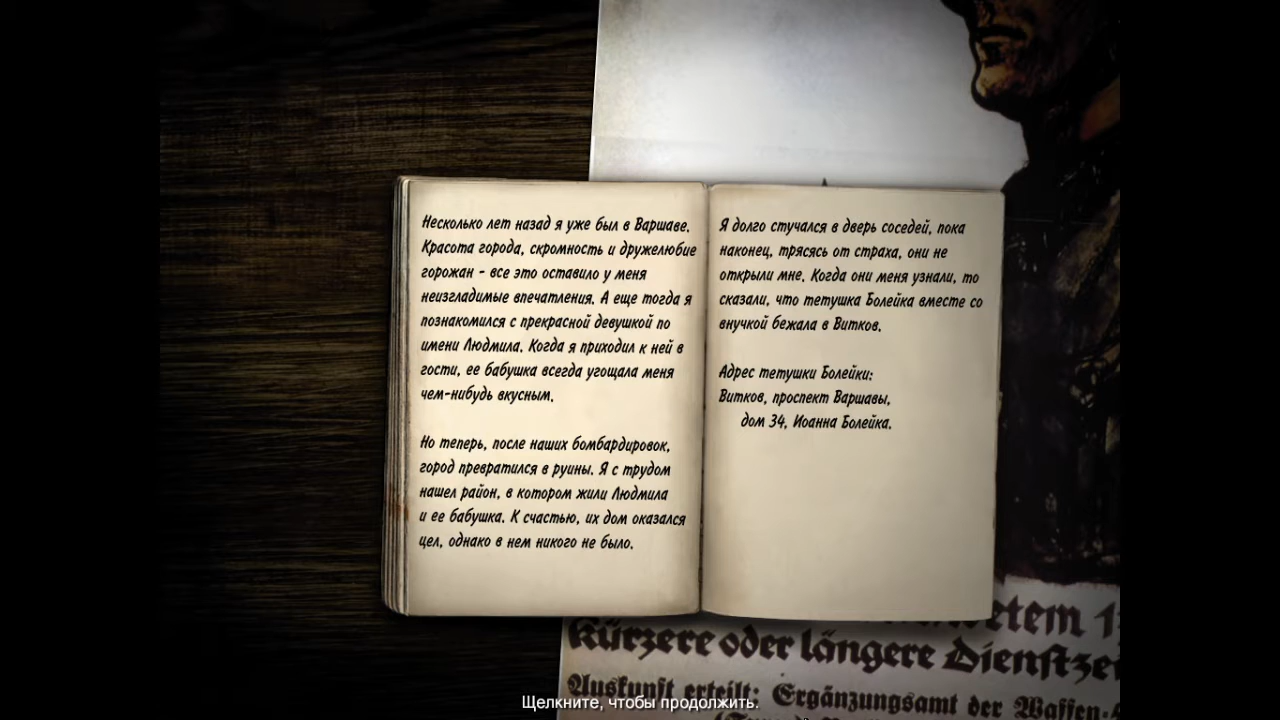 Несколько лет назад я уже был в Варшаве.
Красота города, скромность и дружелюбие
горожан - все это оставило у меня
неизгладимые впечатления. А еще тогда я
познакомился с прекрасной девушкой по
имени Людмила. Когда я приходил к ней в
гости, ее бабушка всегда угощала меня
чем-нибудь вкусным.
Но теперь, после наших бомбардировок,
город превратился в руины. Я с трудом
нашел район, в котором жили Людмила
и ее бабушка. К счастью, их дом оказался
цел, однако в нем никого не было.
Я долго стучался в дверь соседей, пока
наконец, трясясь от страха, они не
открыли мне. Когда они меня узнали, то
сказали, что тетушка Болейка вместе со
внучкой бежала в Витков.
Адрес тетушки Болейки:
Витков, проспект Варшавы,
дом 34, Иоанна Болейка.
kürzere oder längere Dienstzei
Auskunft erteilt: Ergänzungsamt der Waffen-
Щелкните, чтобы продолжить.